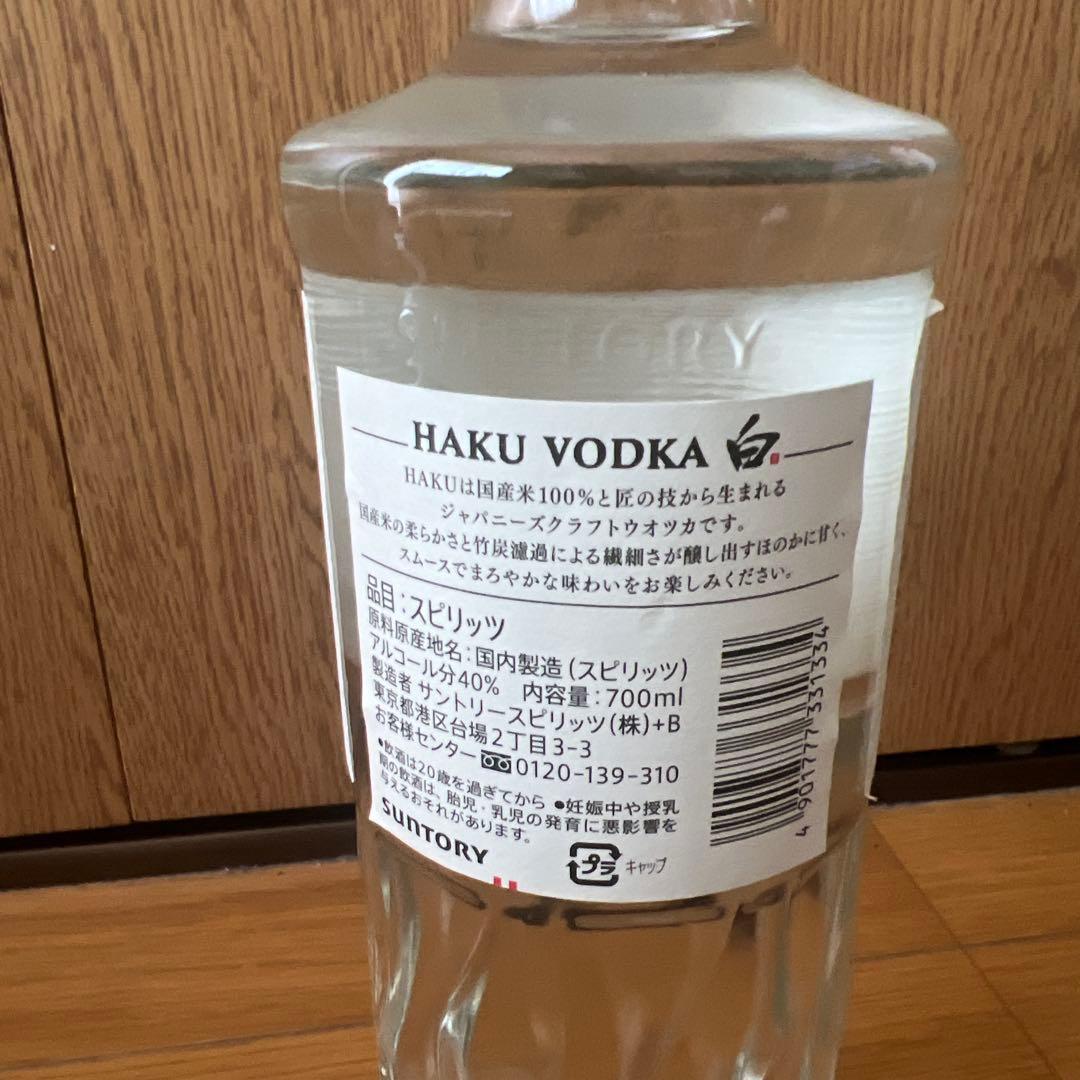 SUNTORY
HAKU VODKA 白
HAKUは国産米100%と匠の技から生まれる
ジャパニーズクラフトウオツカです。
国産米の柔らかさと竹炭濾過による繊細さが醸し出すほのかに甘く、
スムースでまろやかな味わいをお楽しみください。
品目：スピリッツ
原料原産地名：国内製造（スピリッツ）
アルコール分40% 内容量：700ml
製造者 サントリースピリッツ(株)+B
東京都港区台場2丁目3-3
お客様センター 0120-139-310
●飲酒は20歳を過ぎてから ●妊娠中や授乳
期の飲酒は、胎児・乳児の発育に悪影響を
与えるおそれがあります。
SUNTORY
プラ キャップ
4901777331334